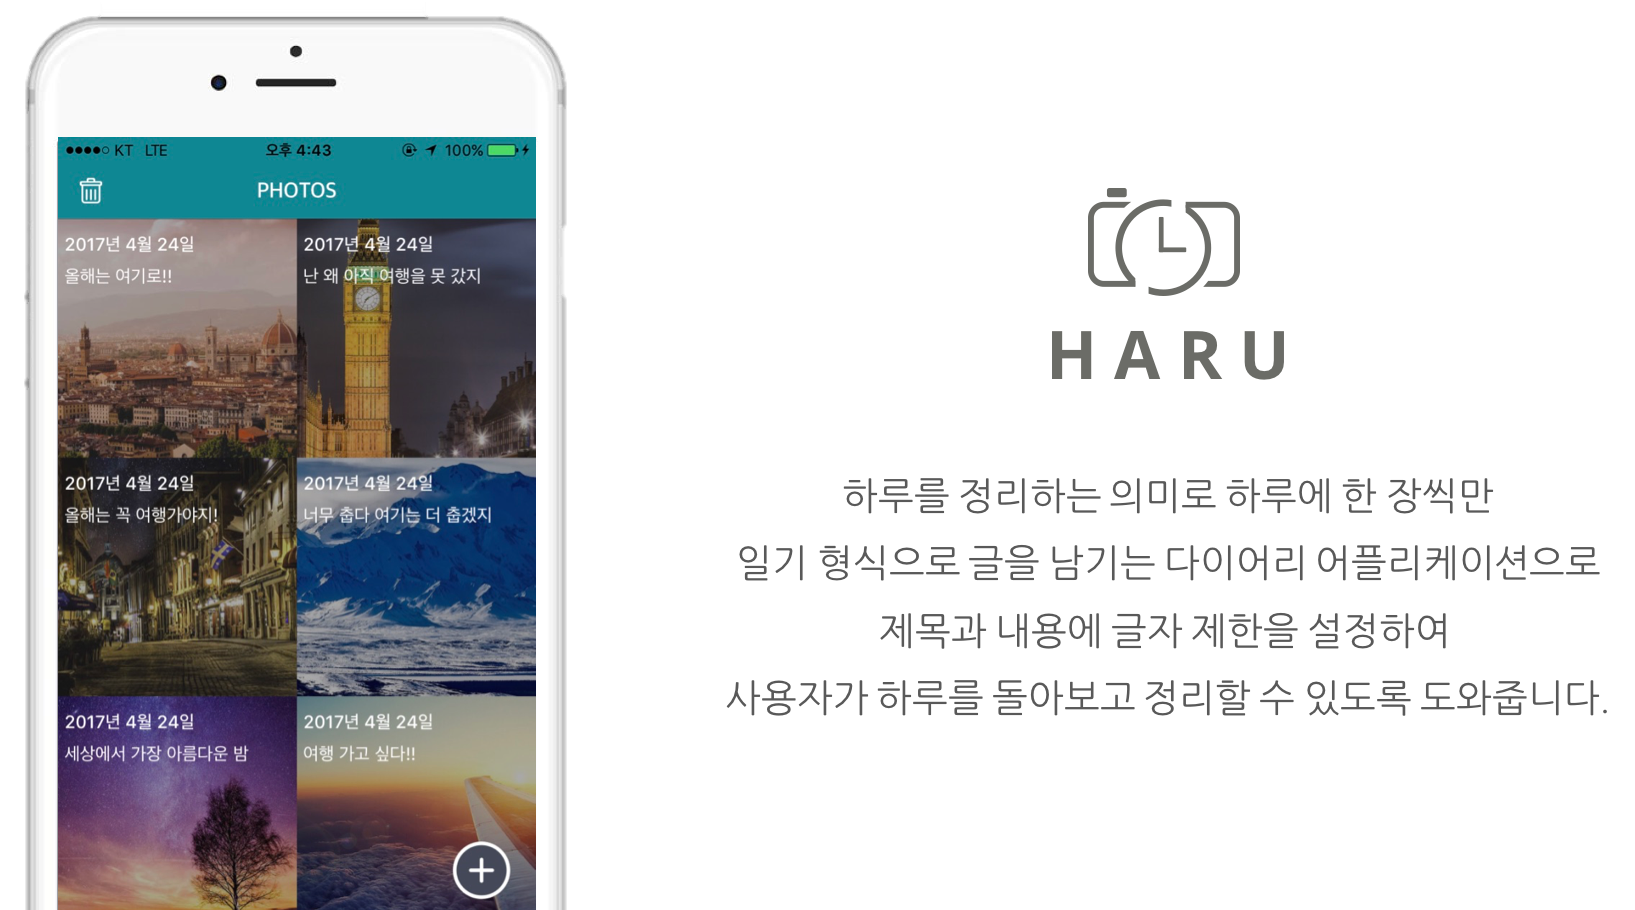 KT LTE 오후 4:43 100%
PHOTOS
2017년 4월 24일
올해는 여기로!!
2017년 4월 24일
난 왜 아직 여행을 못 갔지
2017년 4월 24일
올해는 꼭 여행가야지!
2017년 4월 24일
너무 춥다 여기는 더 춥겠지
2017년 4월 24일
세상에서 가장 아름다운 밤
2017년 4월 24일
여행 가고 싶다!!
HARU
하루를 정리하는 의미로 하루에 한 장씩만
일기 형식으로 글을 남기는 다이어리 어플리케이션으로
제목과 내용에 글자 제한을 설정하여
사용자가 하루를 돌아보고 정리할 수 있도록 도와줍니다.